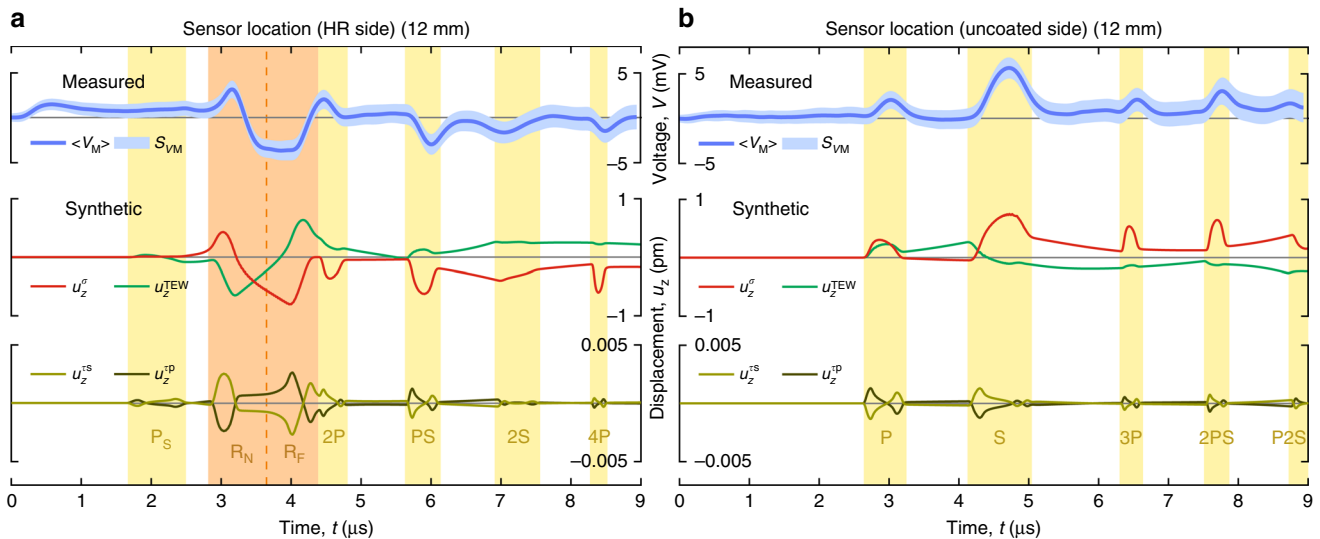 a
Sensor location (HR side) (12 mm)
Measured
5
<V_M> S_VM
−5
Synthetic
1
u_z^σ u_z^TEW
−1
0.005
u_z^τs u_z^τp
P_S R_N R_F 2P PS 2S 4P
−0.005
0 1 2 3 4 5 6 7 8 9
Time, t (μs)
Voltage, V (mV)
Displacement, u_z (pm)
b
Sensor location (uncoated side) (12 mm)
Measured
5
<V_M> S_VM
−5
Synthetic
1
u_z^σ u_z^TEW
−1
0.005
u_z^τs u_z^τp
P S 3P 2PS P2S
−0.005
0 1 2 3 4 5 6 7 8 9
Time, t (μs)